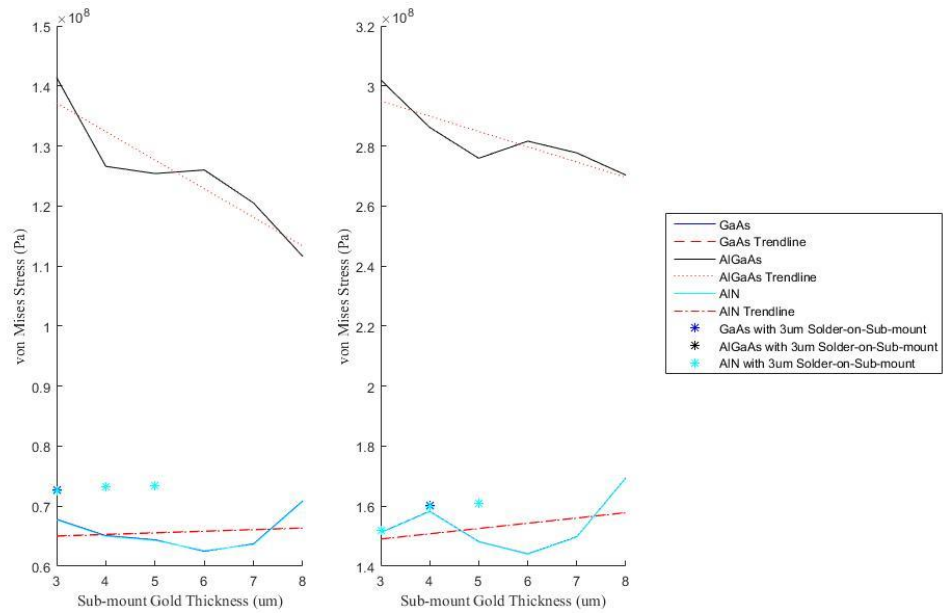 ×10⁸
1.5
1.4
1.3
1.2
1.1
1
0.9
0.8
0.7
0.6
von Mises Stress (Pa)
3 4 5 6 7 8
Sub-mount Gold Thickness (um)
×10⁸
3.2
3
2.8
2.6
2.4
2.2
2
1.8
1.6
1.4
von Mises Stress (Pa)
3 4 5 6 7 8
Sub-mount Gold Thickness (um)
GaAs
GaAs Trendline
AlGaAs
AlGaAs Trendline
AlN
AlN Trendline
GaAs with 3um Solder-on-Sub-mount
AlGaAs with 3um Solder-on-Sub-mount
AlN with 3um Solder-on-Sub-mount